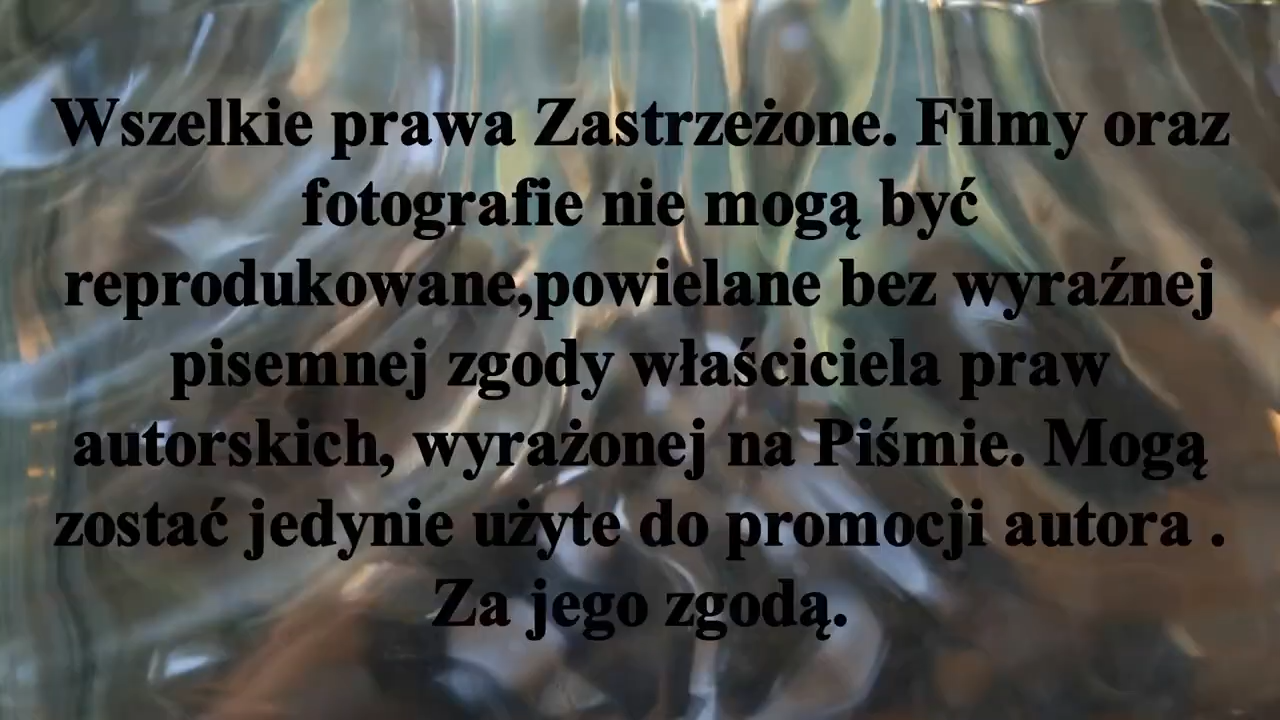 Wszelkie prawa Zastrzeżone. Filmy oraz
fotografie nie mogą być
reprodukowane,powielane bez wyraźnej
pisemnej zgody właściciela praw
autorskich, wyrażonej na Piśmie. Mogą
zostać jedynie użyte do promocji autora .
Za jego zgodą.